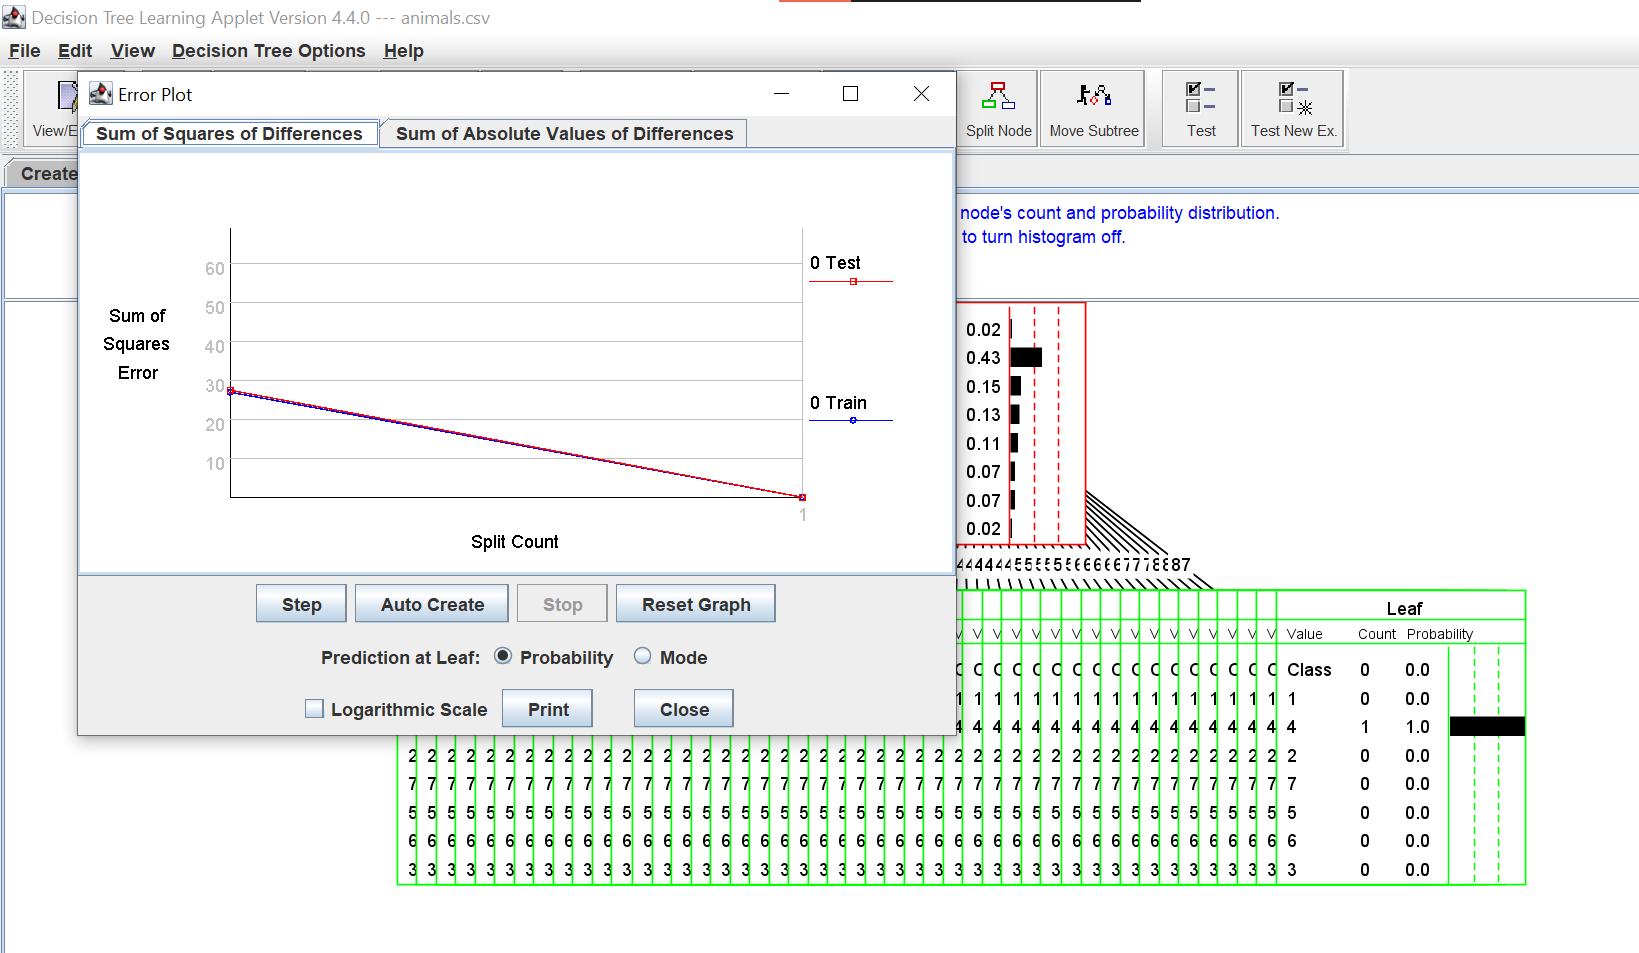 Decision Tree Learning Applet Version 4.4.0 --- animals.csv
File Edit View Decision Tree Options Help
View/E
Split Node Move Subtree Test Test New Ex.
Create
node's count and probability distribution.
to turn histogram off.
Error Plot
Sum of Squares of Differences Sum of Absolute Values of Differences
60
50
40
30
20
10
Sum of
Squares
Error
0 Test
0 Train
1
Split Count
Step Auto Create Stop Reset Graph
Prediction at Leaf: Probability Mode
Logarithmic Scale Print Close
0.02
0.43
0.15
0.13
0.11
0.07
0.07
0.02
Leaf
Value Count Probability
Class 0 0.0
1 0 0.0
4 1 1.0
2 0 0.0
7 0 0.0
5 0 0.0
6 0 0.0
3 0 0.0